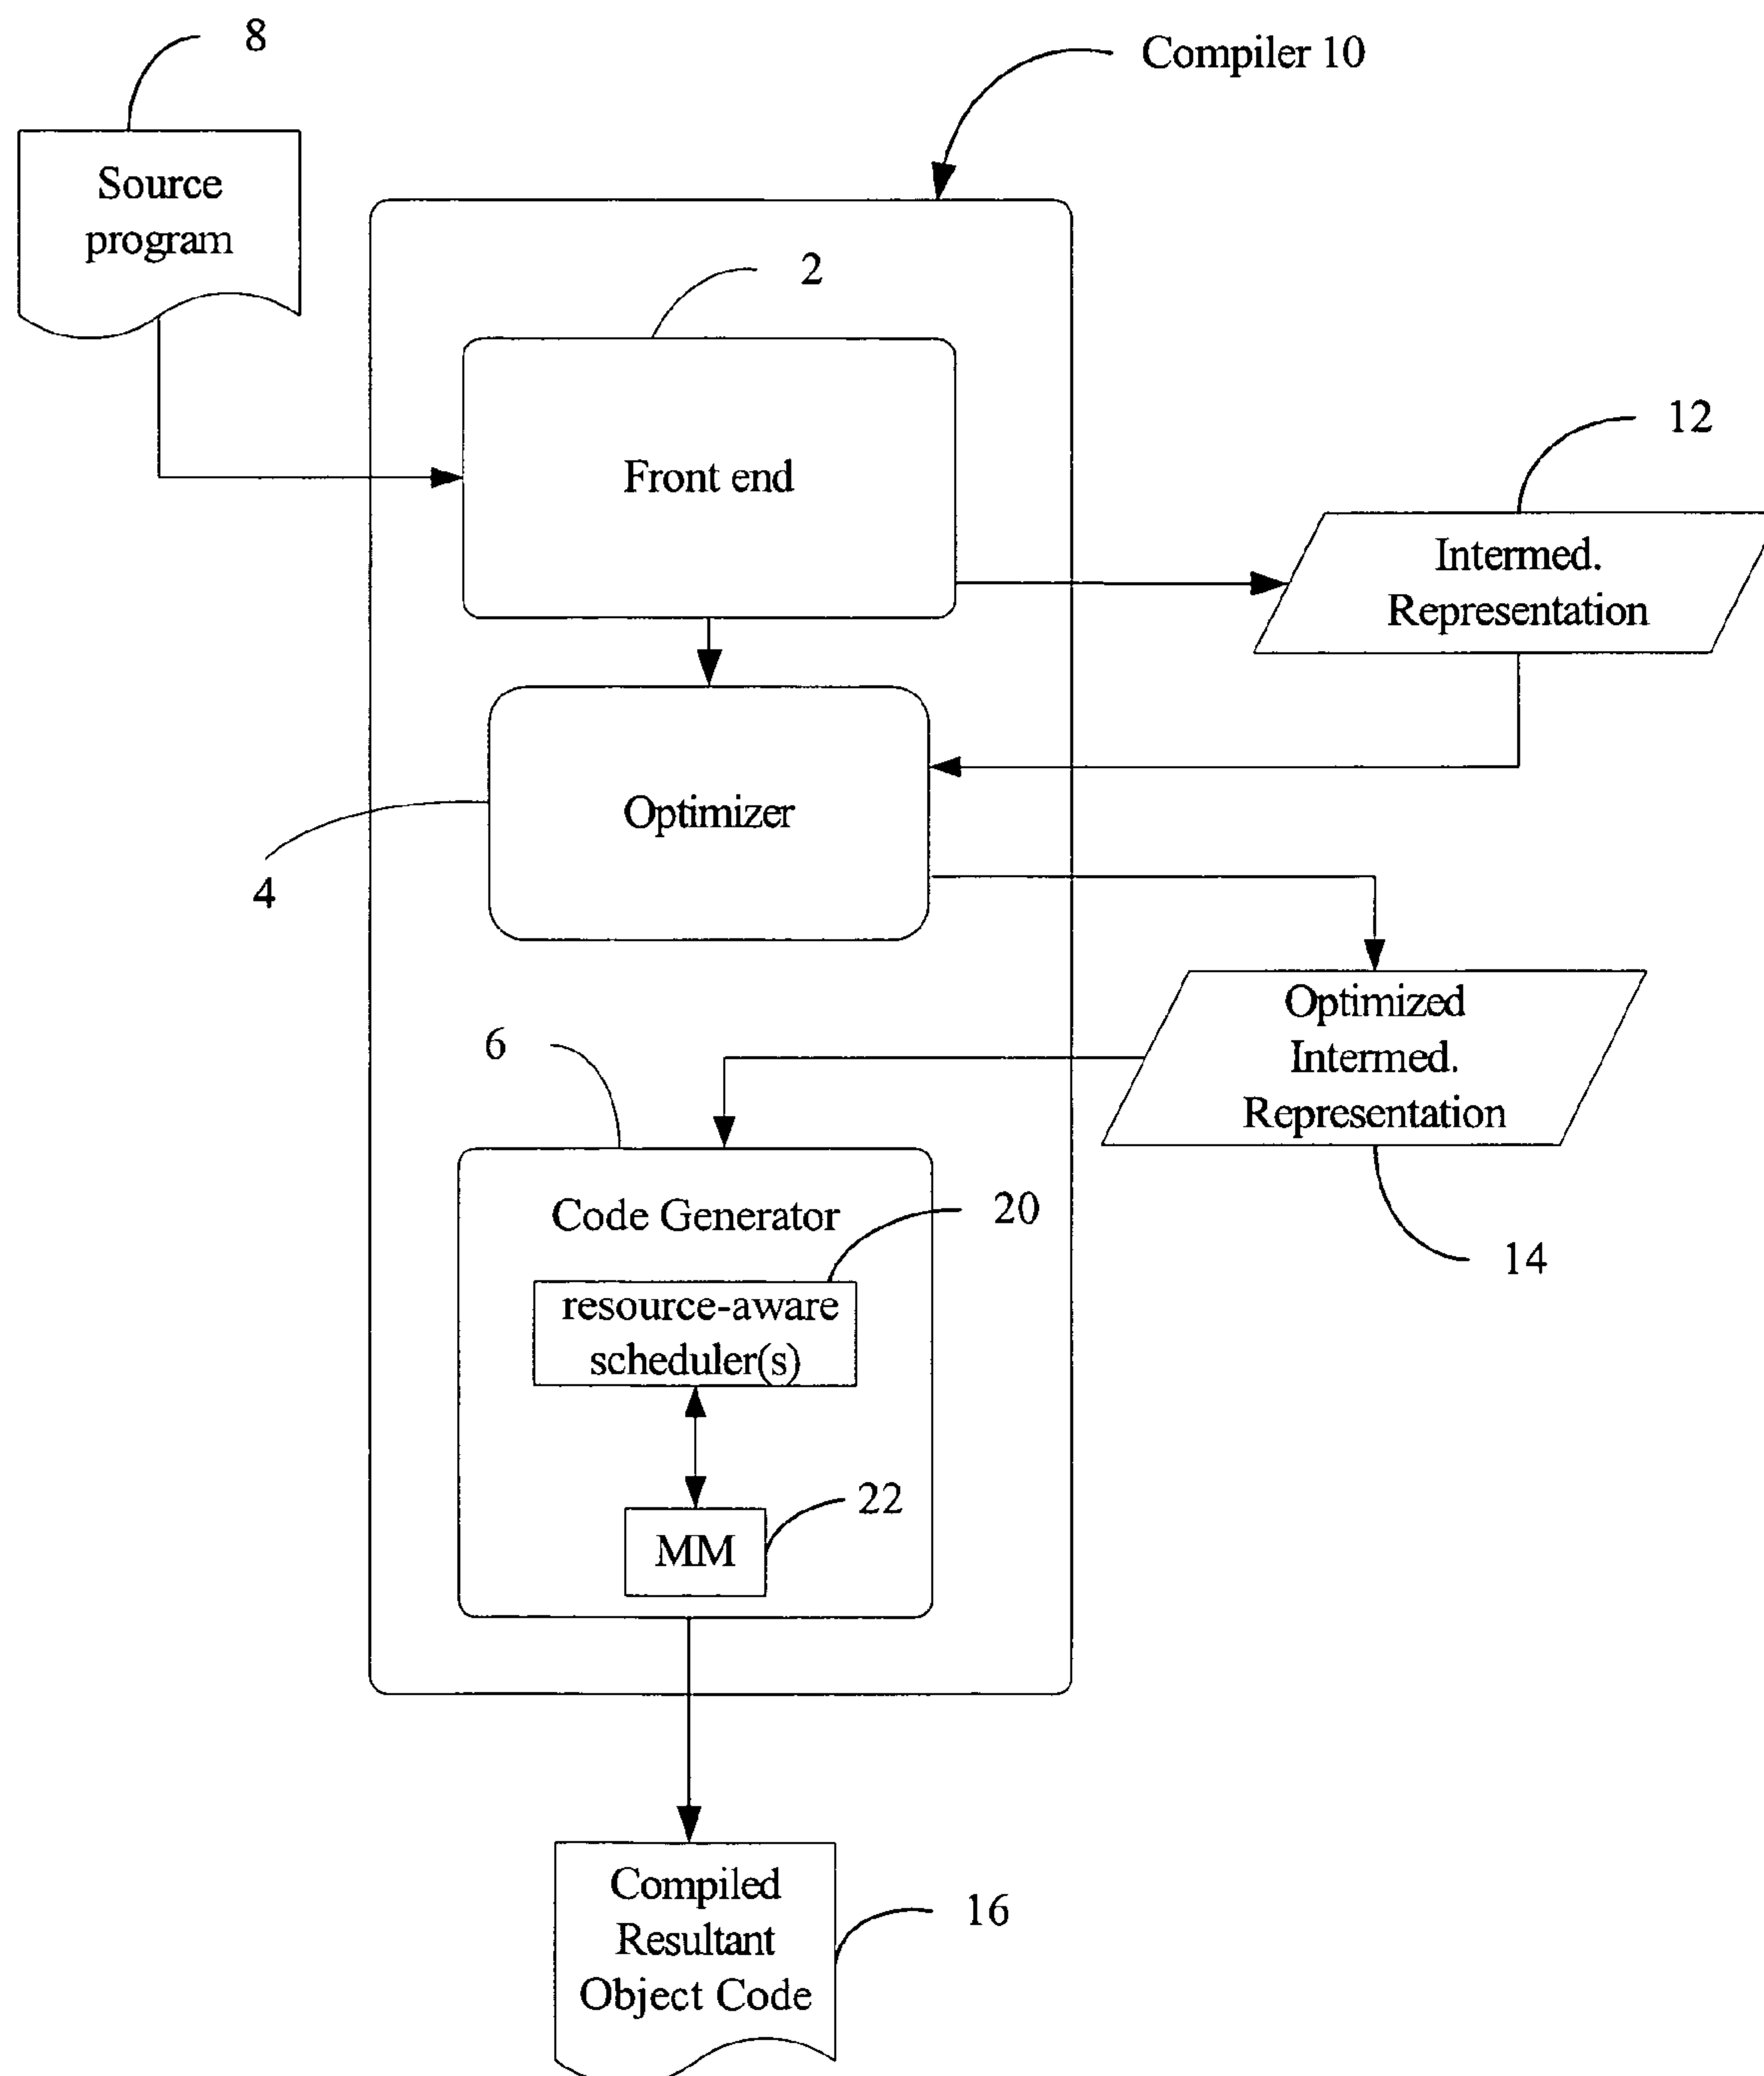 8
Compiler 10
Source
program
2
Front end
12
Intermed.
Representation
Optimizer
4
Optimized
Intermed.
Representation
6
14
Code Generator
20
resource-aware
scheduler(s)
22
MM
Compiled
Resultant
Object Code
16